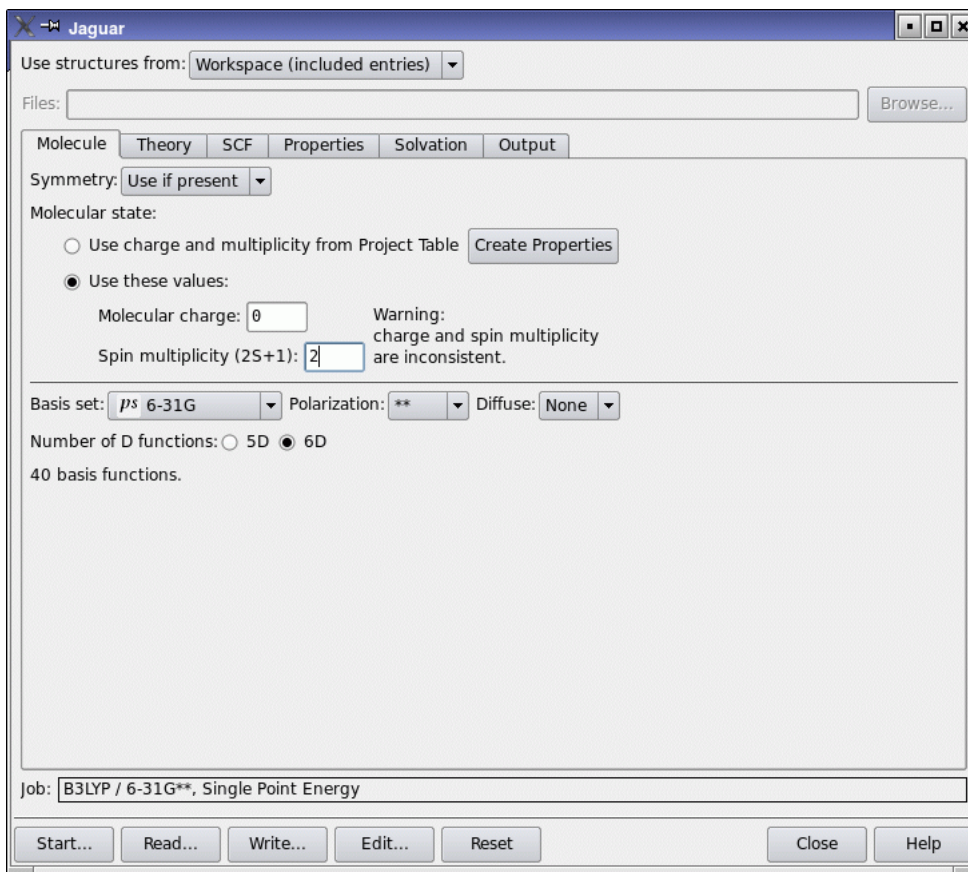 Jaguar
Use structures from: Workspace (included entries)
Files: Browse...
Molecule Theory SCF Properties Solvation Output
Symmetry: Use if present
Molecular state:
Use charge and multiplicity from Project Table Create Properties
Use these values:
Molecular charge: 0
Spin multiplicity (2S+1): 2
Warning:
charge and spin multiplicity
are inconsistent.
Basis set: ps 6-31G Polarization: ** Diffuse: None
Number of D functions: 5D 6D
40 basis functions.
Job: B3LYP / 6-31G**, Single Point Energy
Start... Read... Write... Edit... Reset Close Help